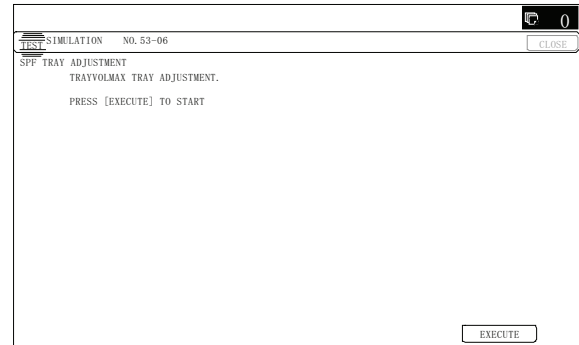 0
TEST SIMULATION NO. 53-06
CLOSE
SPF TRAY ADJUSTMENT
TRAYVOLMAX TRAY ADJUSTMENT.
PRESS [EXECUTE] TO START
EXECUTE